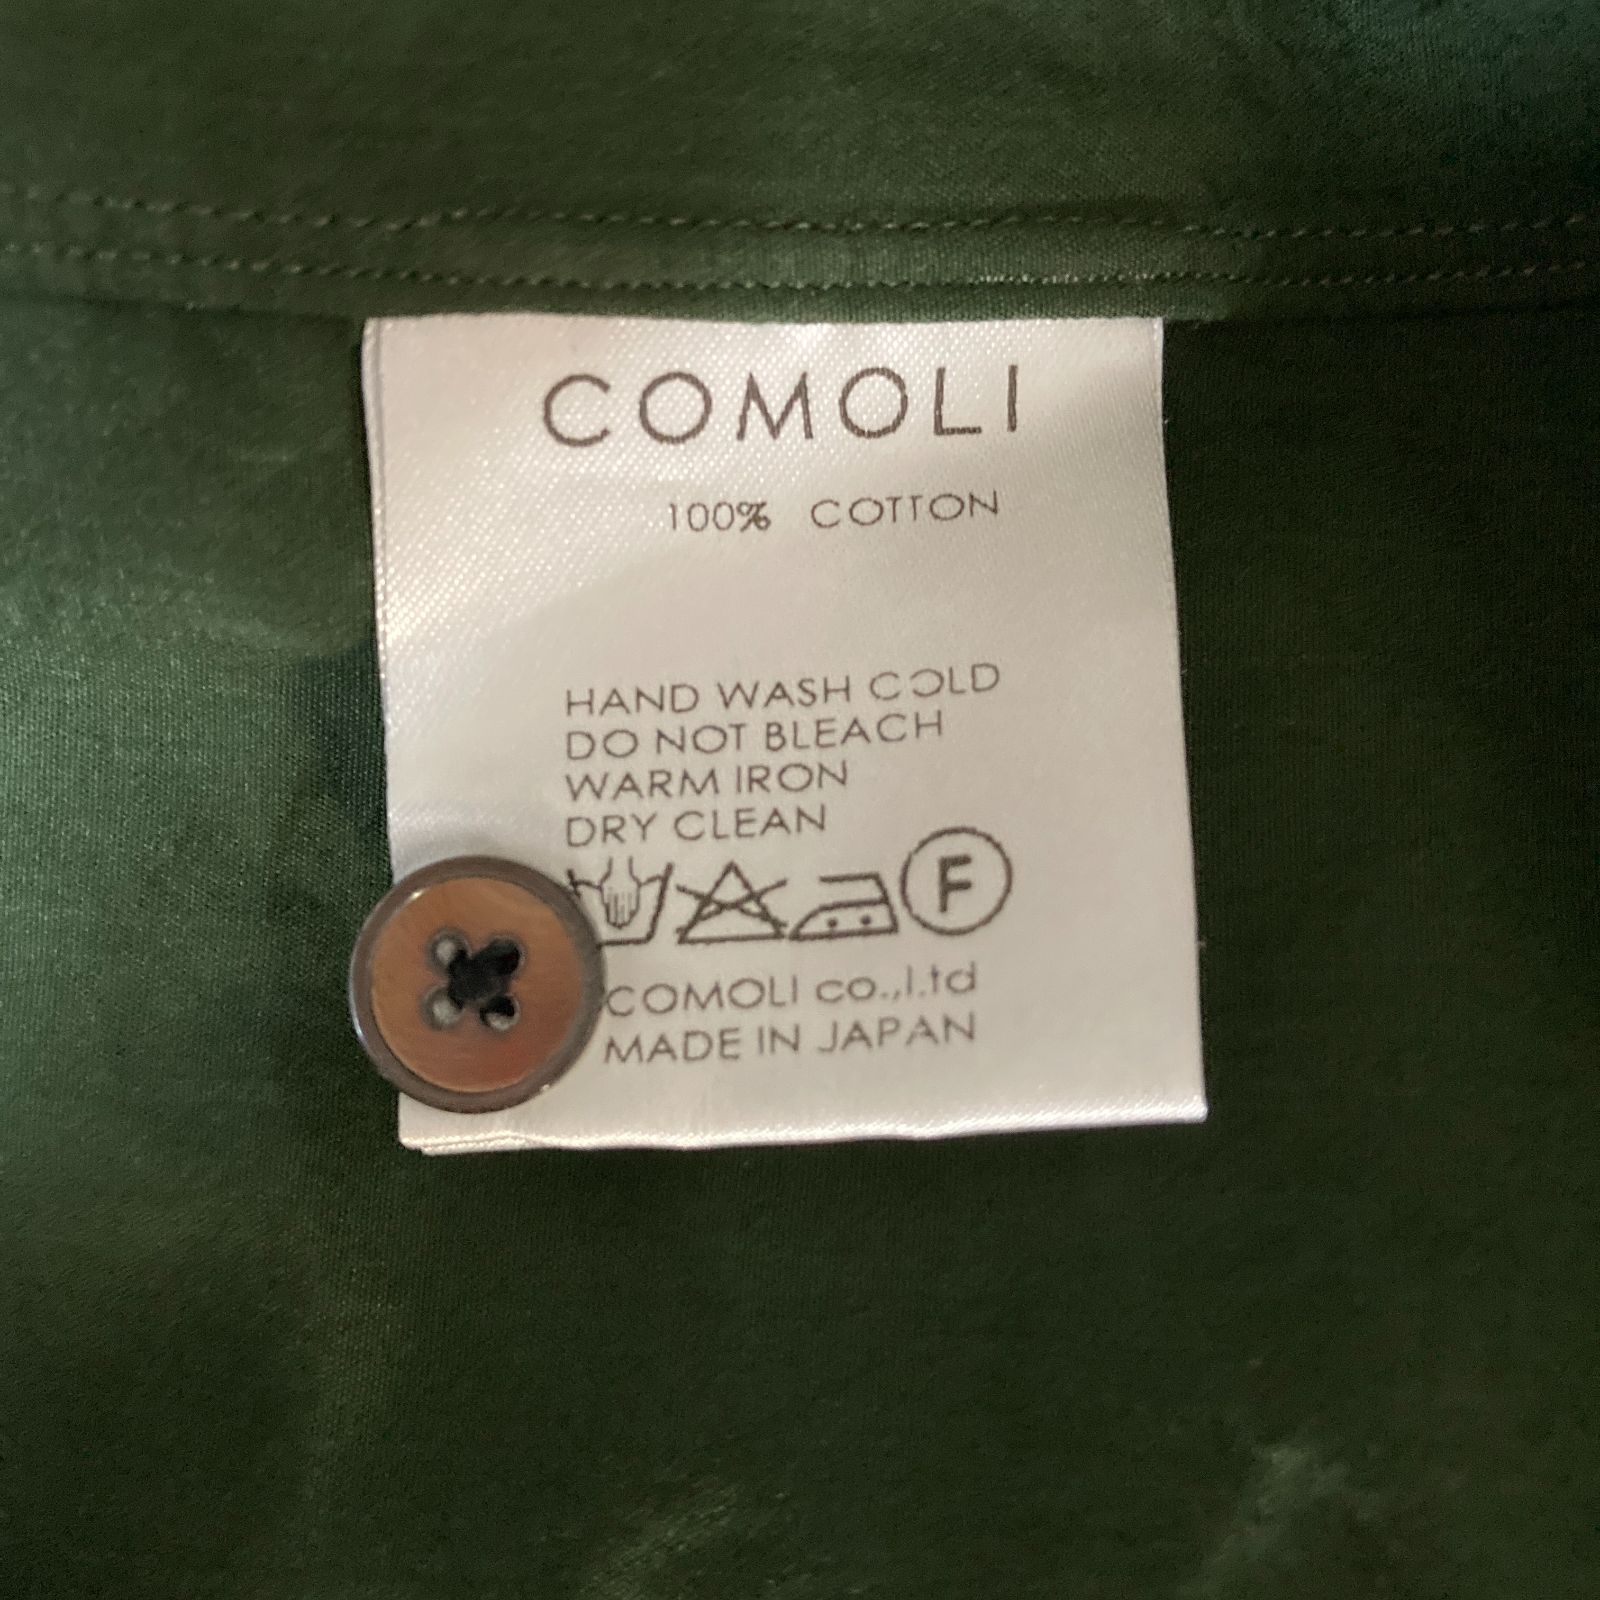 COMOLI
100% COTTON
HAND WASH COLD
DO NOT BLEACH
WARM IRON
DRY CLEAN
F
COMOLI co.,l.td
MADE IN JAPAN